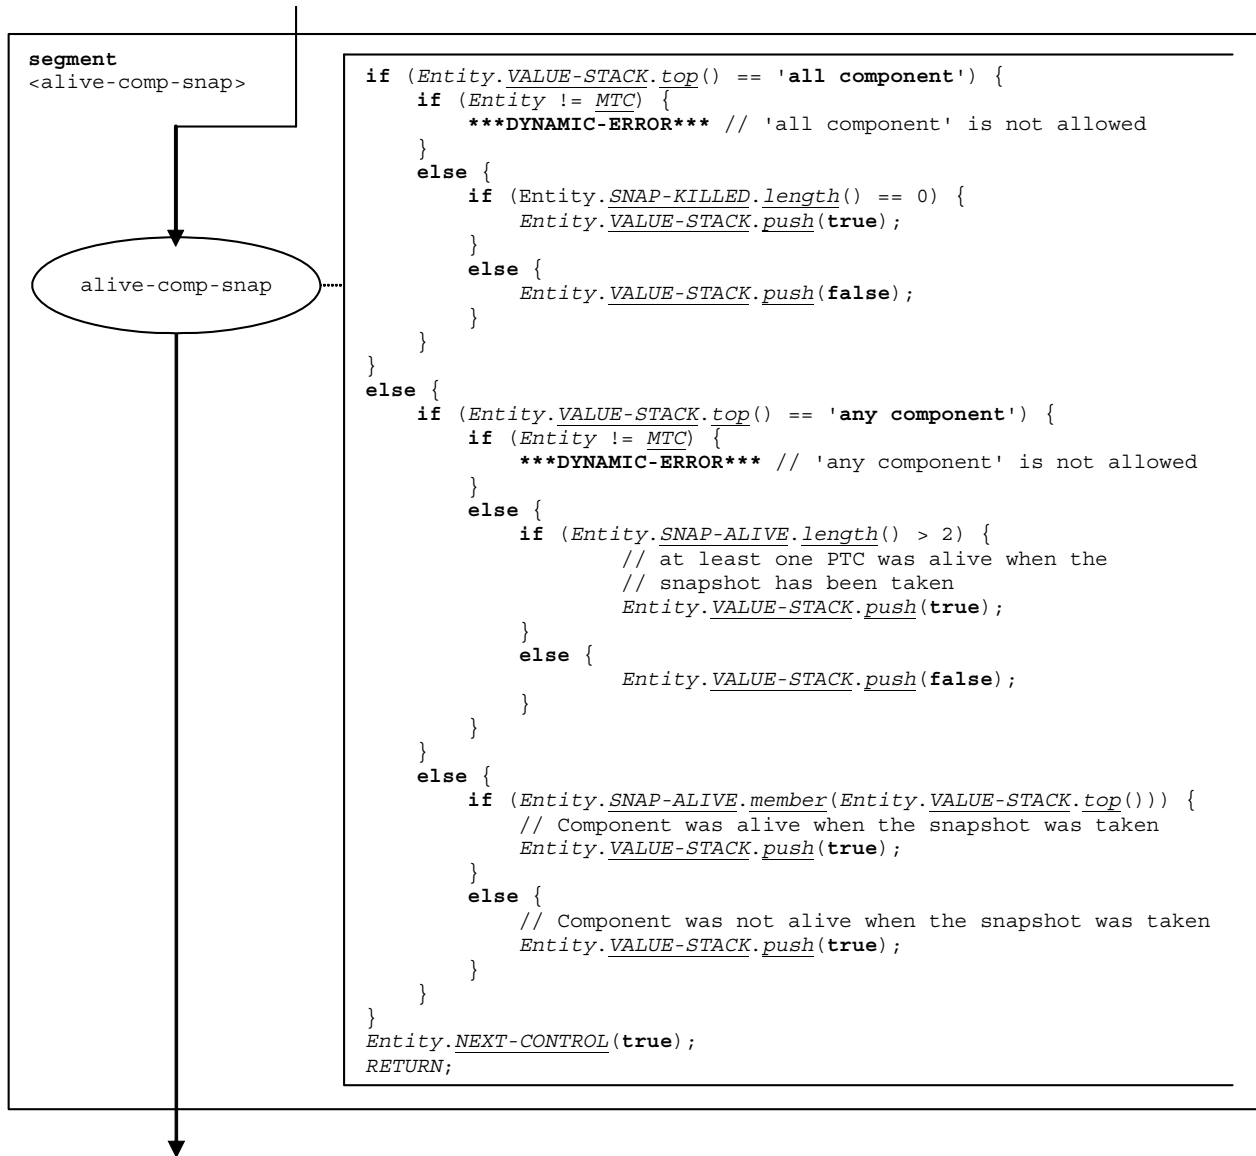 segment
<alive-comp-snap>
alive-comp-snap
if (Entity.VALUE-STACK.top() == 'all component') {
if (Entity != MTC) {
***DYNAMIC-ERROR*** // 'all component' is not allowed
}
else {
if (Entity.SNAP-KILLED.length() == 0) {
Entity.VALUE-STACK.push(true);
}
else {
Entity.VALUE-STACK.push(false);
}
}
}
else {
if (Entity.VALUE-STACK.top() == 'any component') {
if (Entity != MTC) {
***DYNAMIC-ERROR*** // 'any component' is not allowed
}
else {
if (Entity.SNAP-ALIVE.length() > 2) {
// at least one PTC was alive when the
// snapshot has been taken
Entity.VALUE-STACK.push(true);
}
else {
Entity.VALUE-STACK.push(false);
}
}
}
else {
if (Entity.SNAP-ALIVE.member(Entity.VALUE-STACK.top())) {
// Component was alive when the snapshot was taken
Entity.VALUE-STACK.push(true);
}
else {
// Component was not alive when the snapshot was taken
Entity.VALUE-STACK.push(true);
}
}
}
Entity.NEXT-CONTROL(true);
RETURN;